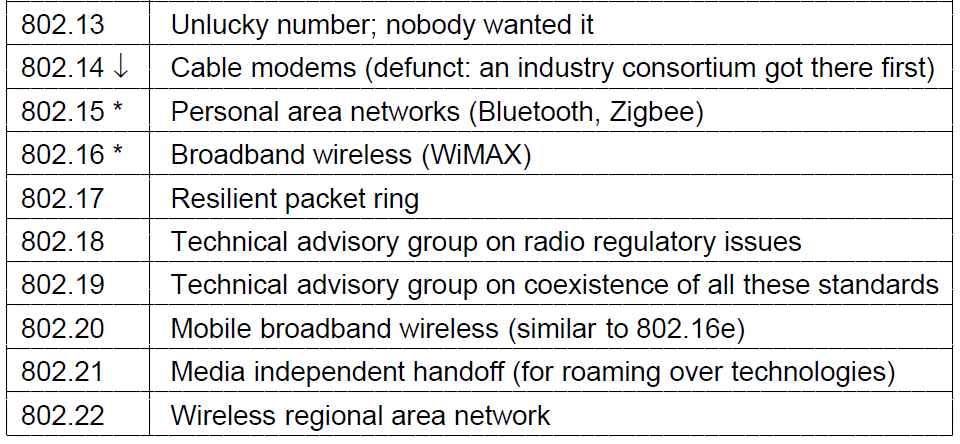 802.13 Unlucky number; nobody wanted it
802.14 ↓ Cable modems (defunct: an industry consortium got there first)
802.15 * Personal area networks (Bluetooth, Zigbee)
802.16 * Broadband wireless (WiMAX)
802.17 Resilient packet ring
802.18 Technical advisory group on radio regulatory issues
802.19 Technical advisory group on coexistence of all these standards
802.20 Mobile broadband wireless (similar to 802.16e)
802.21 Media independent handoff (for roaming over technologies)
802.22 Wireless regional area network